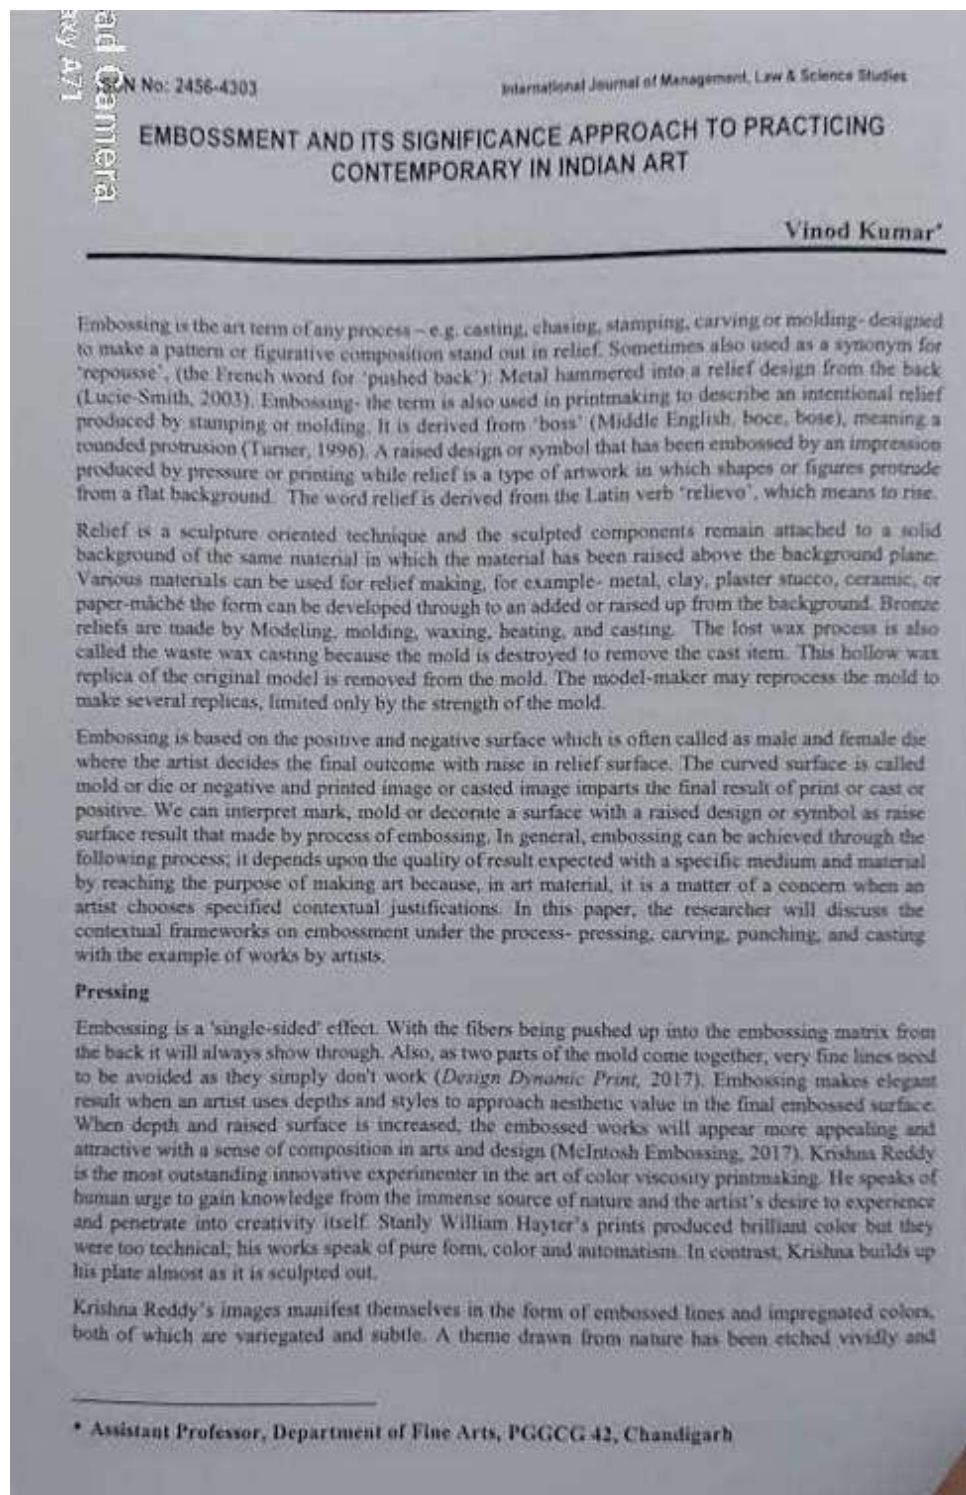 ad Camera
axy A71
ISSN No: 2456-4303
International Journal of Management, Law & Science Studies
EMBOSSMENT AND ITS SIGNIFICANCE APPROACH TO PRACTICING
CONTEMPORARY IN INDIAN ART
Vinod Kumar*
Embossing is the art term of any process – e.g. casting, chasing, stamping, carving or molding- designed
to make a pattern or figurative composition stand out in relief. Sometimes also used as a synonym for
'repousse', (the French word for 'pushed back'): Metal hammered into a relief design from the back
(Lucie-Smith, 2003). Embossing- the term is also used in printmaking to describe an intentional relief
produced by stamping or molding. It is derived from 'boss' (Middle English, boce, bose), meaning a
rounded protrusion (Turner, 1996). A raised design or symbol that has been embossed by an impression
produced by pressure or printing while relief is a type of artwork in which shapes or figures protrude
from a flat background. The word relief is derived from the Latin verb 'relievo', which means to rise.
Relief is a sculpture oriented technique and the sculpted components remain attached to a solid
background of the same material in which the material has been raised above the background plane.
Various materials can be used for relief making, for example- metal, clay, plaster stucco, ceramic, or
paper-mâché the form can be developed through to an added or raised up from the background. Bronze
reliefs are made by Modeling, molding, waxing, heating, and casting. The lost wax process is also
called the waste wax casting because the mold is destroyed to remove the cast item. This hollow wax
replica of the original model is removed from the mold. The model-maker may reprocess the mold to
make several replicas, limited only by the strength of the mold.
Embossing is based on the positive and negative surface which is often called as male and female die
where the artist decides the final outcome with raise in relief surface. The curved surface is called
mold or die or negative and printed image or casted image imparts the final result of print or cast or
positive. We can interpret mark, mold or decorate a surface with a raised design or symbol as raise
surface result that made by process of embossing. In general, embossing can be achieved through the
following process; it depends upon the quality of result expected with a specific medium and material
by reaching the purpose of making art because, in art material, it is a matter of a concern when an
artist chooses specified contextual justifications. In this paper, the researcher will discuss the
contextual frameworks on embossment under the process- pressing, carving, punching, and casting
with the example of works by artists.
Pressing
Embossing is a 'single-sided' effect. With the fibers being pushed up into the embossing matrix from
the back it will always show through. Also, as two parts of the mold come together, very fine lines need
to be avoided as they simply don't work (Design Dynamic Print, 2017). Embossing makes elegant
result when an artist uses depths and styles to approach aesthetic value in the final embossed surface.
When depth and raised surface is increased, the embossed works will appear more appealing and
attractive with a sense of composition in arts and design (McIntosh Embossing, 2017). Krishna Reddy
is the most outstanding innovative experimenter in the art of color viscosity printmaking. He speaks of
human urge to gain knowledge from the immense source of nature and the artist's desire to experience
and penetrate into creativity itself. Stanly William Hayter's prints produced brilliant color but they
were too technical; his works speak of pure form, color and automatism. In contrast, Krishna builds up
his plate almost as it is sculpted out.
Krishna Reddy's images manifest themselves in the form of embossed lines and impregnated colors,
both of which are variegated and subtle. A theme drawn from nature has been etched vividly and
* Assistant Professor, Department of Fine Arts, PGGCG 42, Chandigarh